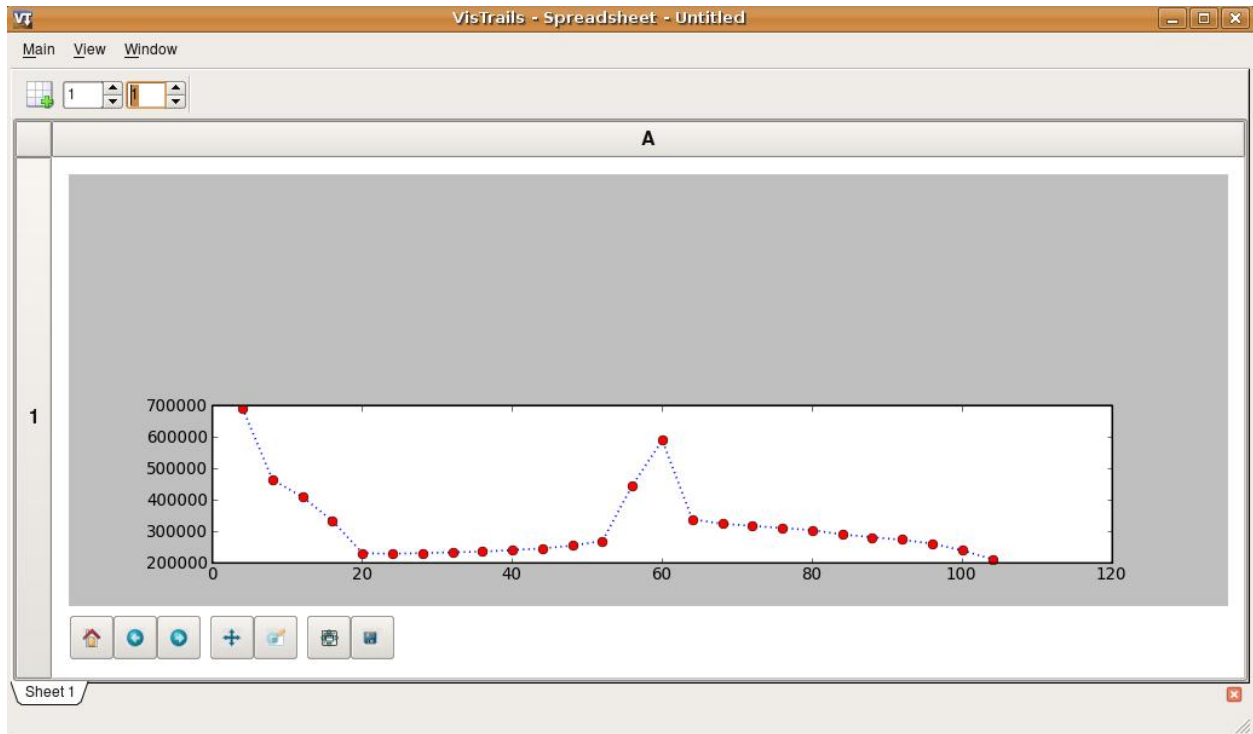 VisTrails - Spreadsheet - Untitled
Main View Window
1 1
A
1
700000
600000
500000
400000
300000
200000
0 20 40 60 80 100 120
Sheet 1